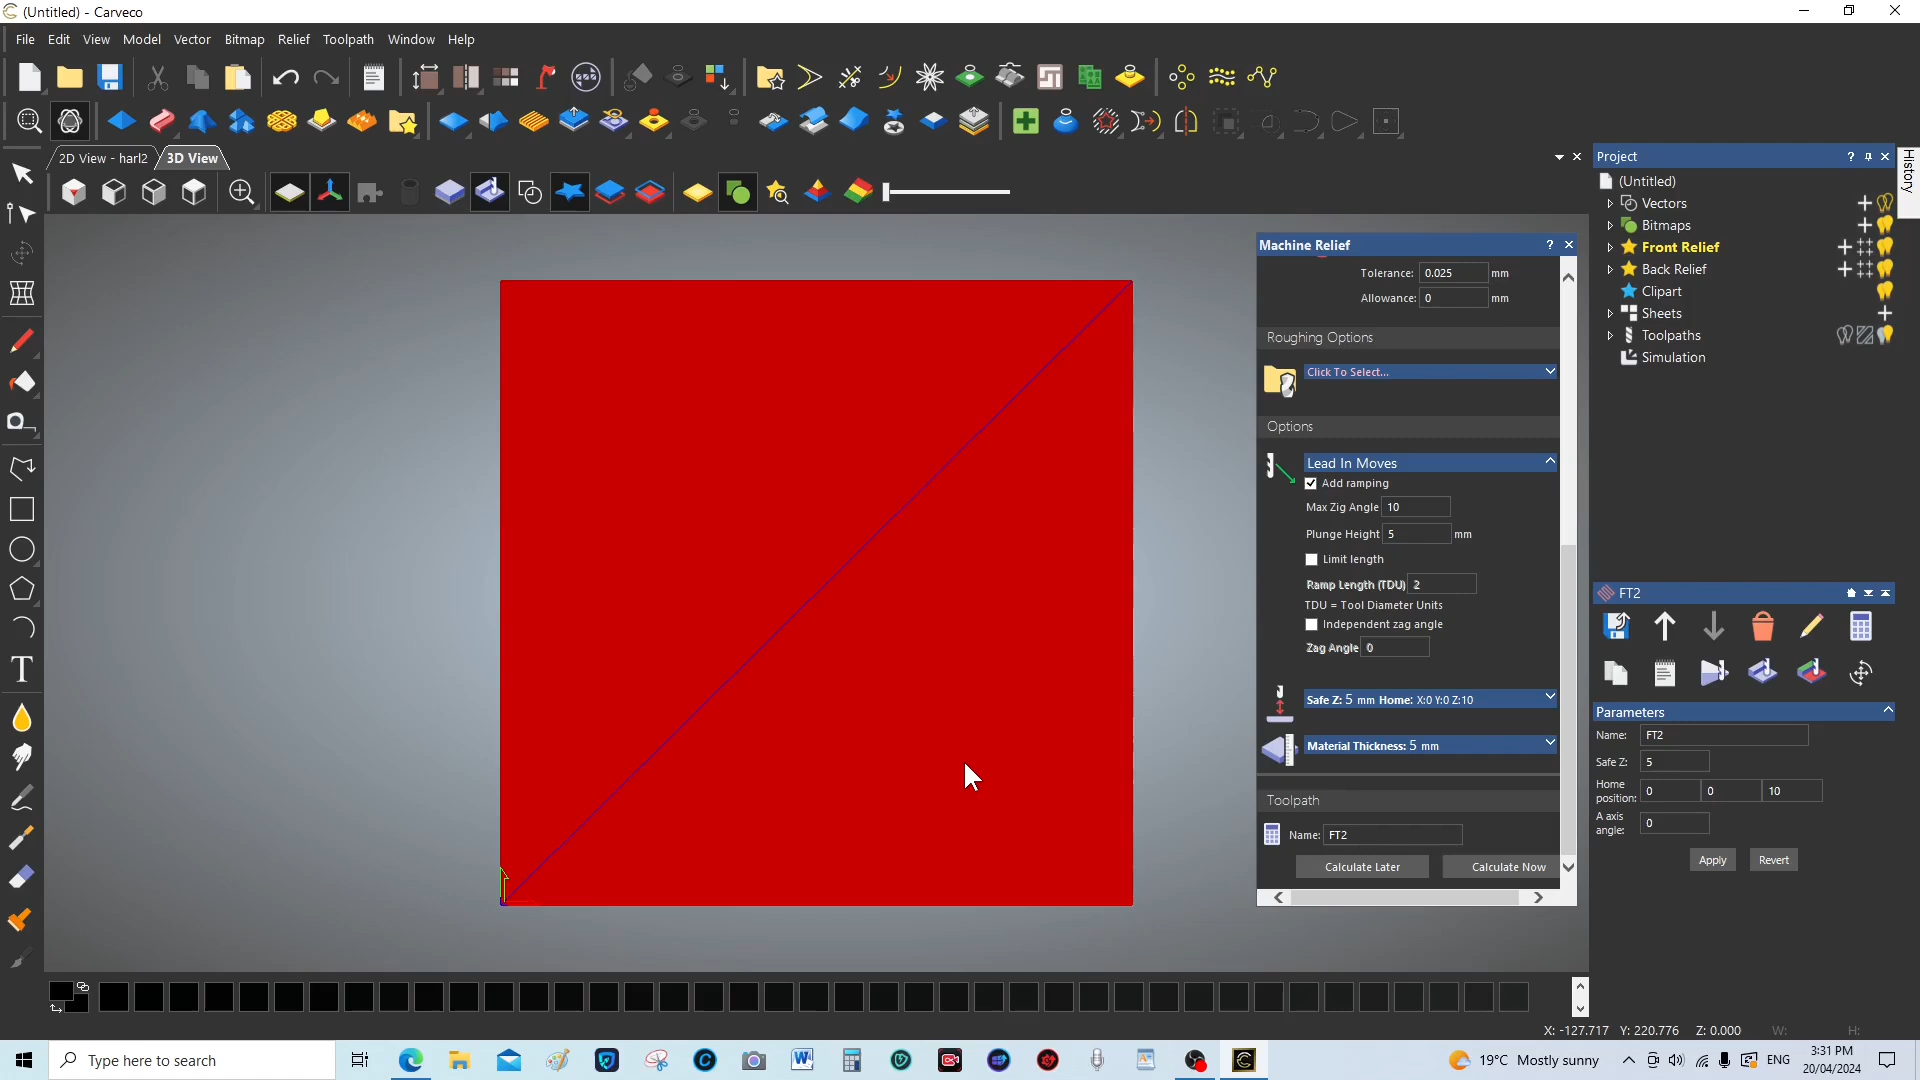 (Untitled) - Carveco
File Edit View Model Vector Bitmap Relief Toolpath Window Help
2D View - harl2 3D View
Project
(Untitled)
Vectors
Bitmaps
Front Relief
Back Relief
Clipart
Sheets
Toolpaths
Simulation
History
Machine Relief
Tolerance: 0.025 mm
Allowance: 0 mm
Roughing Options
Click To Select...
Options
Lead In Moves
Add ramping
Max Zig Angle 10
Plunge Height 5 mm
Limit length
Ramp Length (TDU) 2
TDU = Tool Diameter Units
Independent zag angle
Zag Angle 0
Safe Z: 5 mm Home: X:0 Y:0 Z:10
Material Thickness: 5 mm
Toolpath
Name: FT2
Calculate Later Calculate Now
FT2
Parameters
Name: FT2
Safe Z: 5
Home position: 0 0 10
A axis angle: 0
Apply Revert
X: -127.717 Y: 220.776 Z: 0.000 W: H:
Type here to search
19°C Mostly sunny
ENG
3:31 PM
20/04/2024